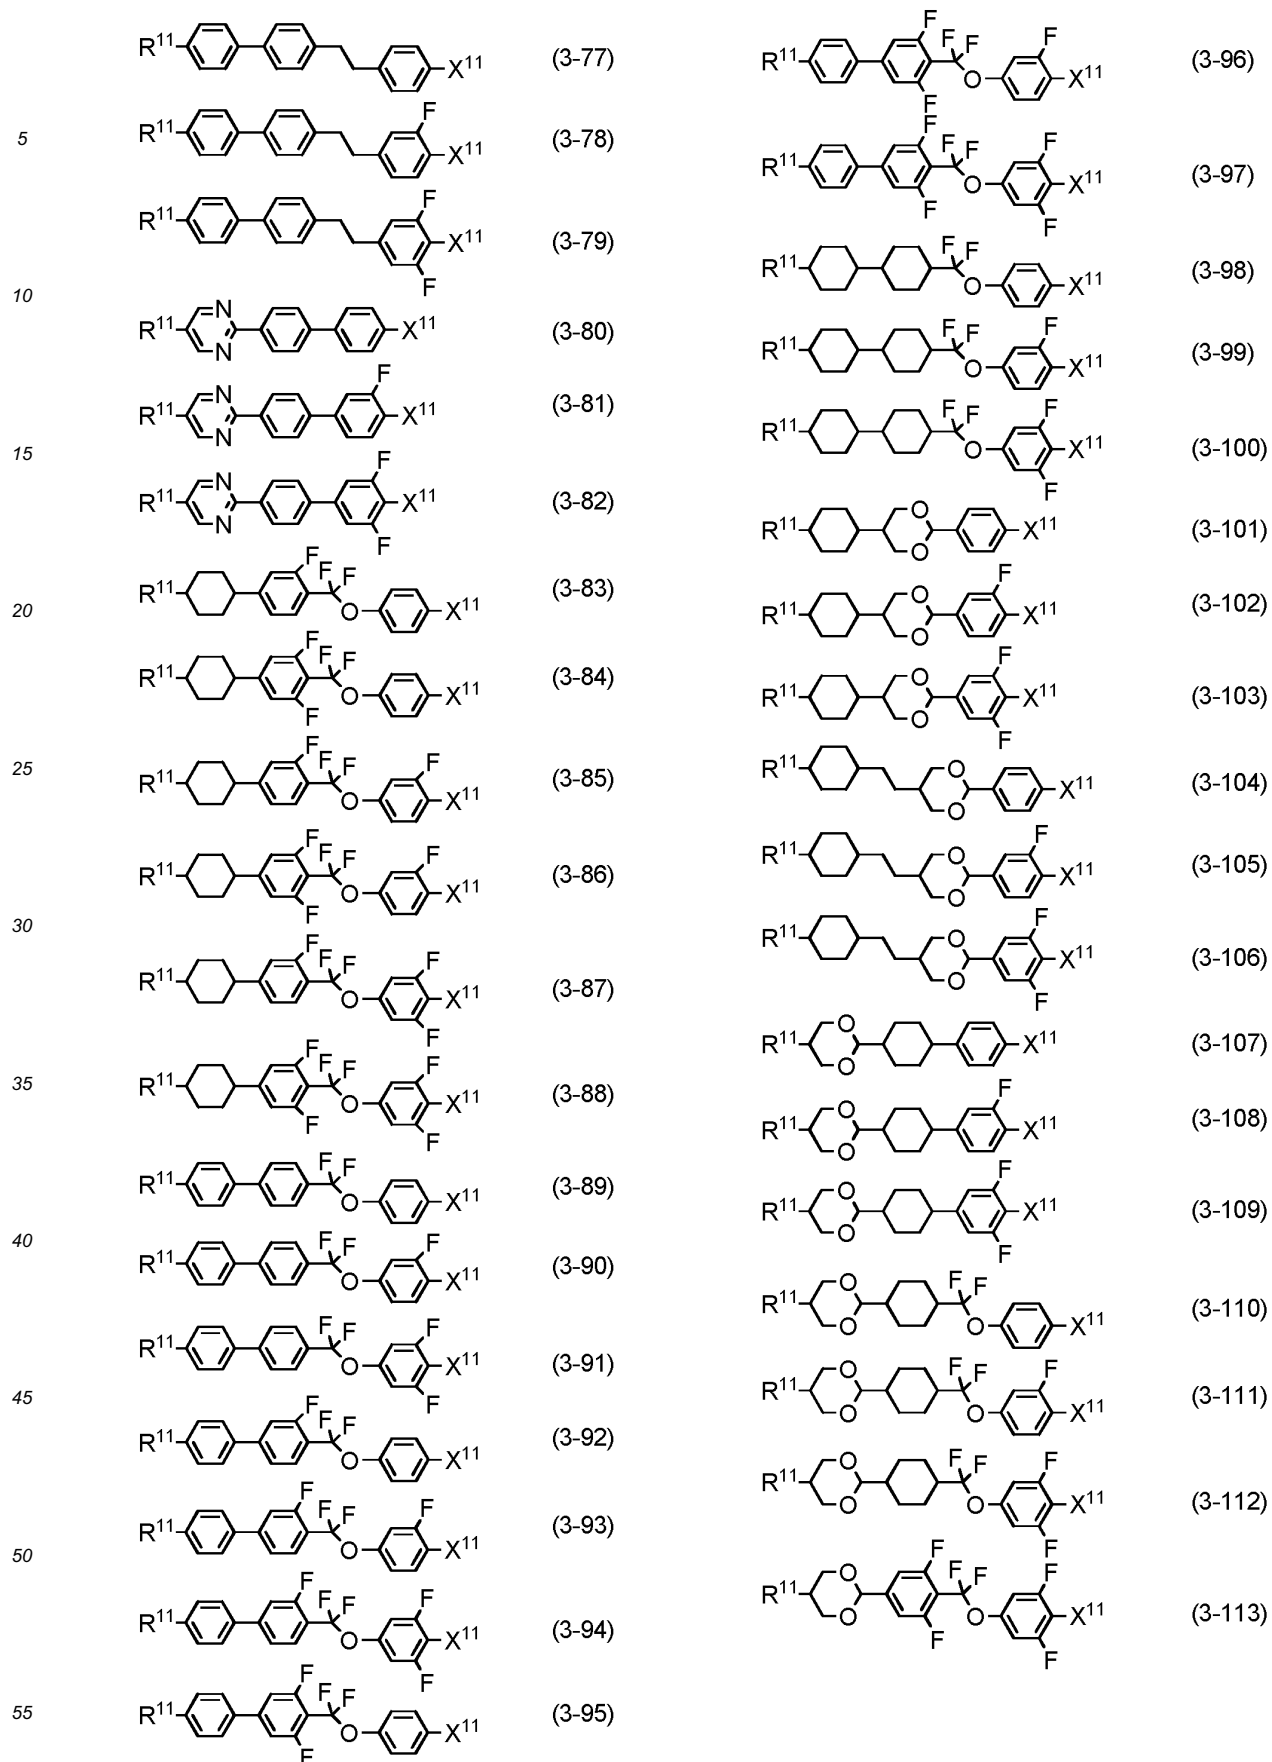 R¹¹ X¹¹ (3-77)
5
R¹¹ F X¹¹ (3-78)
R¹¹ F X¹¹ F (3-79)
10
R¹¹ N N X¹¹ (3-80)
R¹¹ N N F X¹¹ (3-81)
15
R¹¹ N N F X¹¹ F (3-82)
R¹¹ F F F O X¹¹ (3-83)
20
R¹¹ F F F F O X¹¹ (3-84)
25
R¹¹ F F F O F X¹¹ (3-85)
R¹¹ F F F F O F X¹¹ (3-86)
30
R¹¹ F F F O F X¹¹ F (3-87)
35
R¹¹ F F F F O F X¹¹ F (3-88)
R¹¹ F F O X¹¹ (3-89)
40
R¹¹ F F O F X¹¹ (3-90)
R¹¹ F F O F X¹¹ F (3-91)
45
R¹¹ F F F O X¹¹ (3-92)
R¹¹ F F F O F X¹¹ (3-93)
50
R¹¹ F F F O F X¹¹ F (3-94)
55
R¹¹ F F F F O X¹¹ (3-95)
R¹¹ F F F F O F X¹¹ (3-96)
R¹¹ F F F F O F X¹¹ F (3-97)
R¹¹ F F O X¹¹ (3-98)
R¹¹ F F O F X¹¹ (3-99)
R¹¹ F F O F X¹¹ F (3-100)
R¹¹ O O X¹¹ (3-101)
R¹¹ O O F X¹¹ (3-102)
R¹¹ O O F X¹¹ F (3-103)
R¹¹ O O X¹¹ (3-104)
R¹¹ O O F X¹¹ (3-105)
R¹¹ O O F X¹¹ F (3-106)
R¹¹ O O X¹¹ (3-107)
R¹¹ O O F X¹¹ (3-108)
R¹¹ O O F X¹¹ F (3-109)
R¹¹ O O F F O X¹¹ (3-110)
R¹¹ O O F F O F X¹¹ (3-111)
R¹¹ O O F F O F X¹¹ F (3-112)
R¹¹ O O F F F F O F X¹¹ F (3-113)